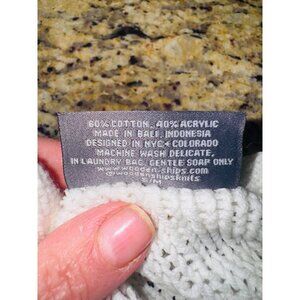 60% COTTON, 40% ACRYLIC
MADE IN BALI, INDONESIA
DESIGNED IN NYC + COLORADO
MACHINE WASH DELICATE,
IN LAUNDRY BAG, GENTLE SOAP ONLY
www.wooden-ships.com
@woodenshipsknits
S/M